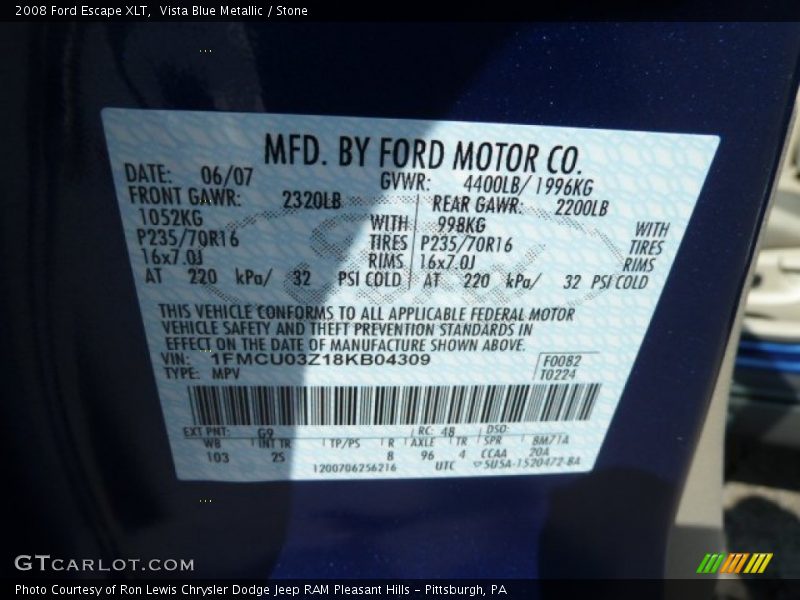 2008 Ford Escape XLT, Vista Blue Metallic / Stone
MFD. BY FORD MOTOR CO.
DATE: 06/07 GVWR: 4400LB/1996KG
FRONT GAWR: 2320LB REAR GAWR: 2200LB
1052KG WITH 998KG WITH
P235/70R16 TIRES P235/70R16 TIRES
16x7.0J RIMS 16x7.0J RIMS
AT 220 kPa/ 32 PSI COLD AT 220 kPa/ 32 PSI COLD
THIS VEHICLE CONFORMS TO ALL APPLICABLE FEDERAL MOTOR
VEHICLE SAFETY AND THEFT PREVENTION STANDARDS IN
EFFECT ON THE DATE OF MANUFACTURE SHOWN ABOVE.
VIN: 1FMCU03Z18KB04309 F0082
TYPE: MPV T0224
EXT PNT: G9 RC: 48 DSO:
WB INT TR TP/PS R AXLE TR SPR BM71A
103 2S 8 96 4 CCAA 20A
1200706256216 UTC 5U5A-1520472-BA
GTCARLOT.COM
Photo Courtesy of Ron Lewis Chrysler Dodge Jeep RAM Pleasant Hills - Pittsburgh, PA